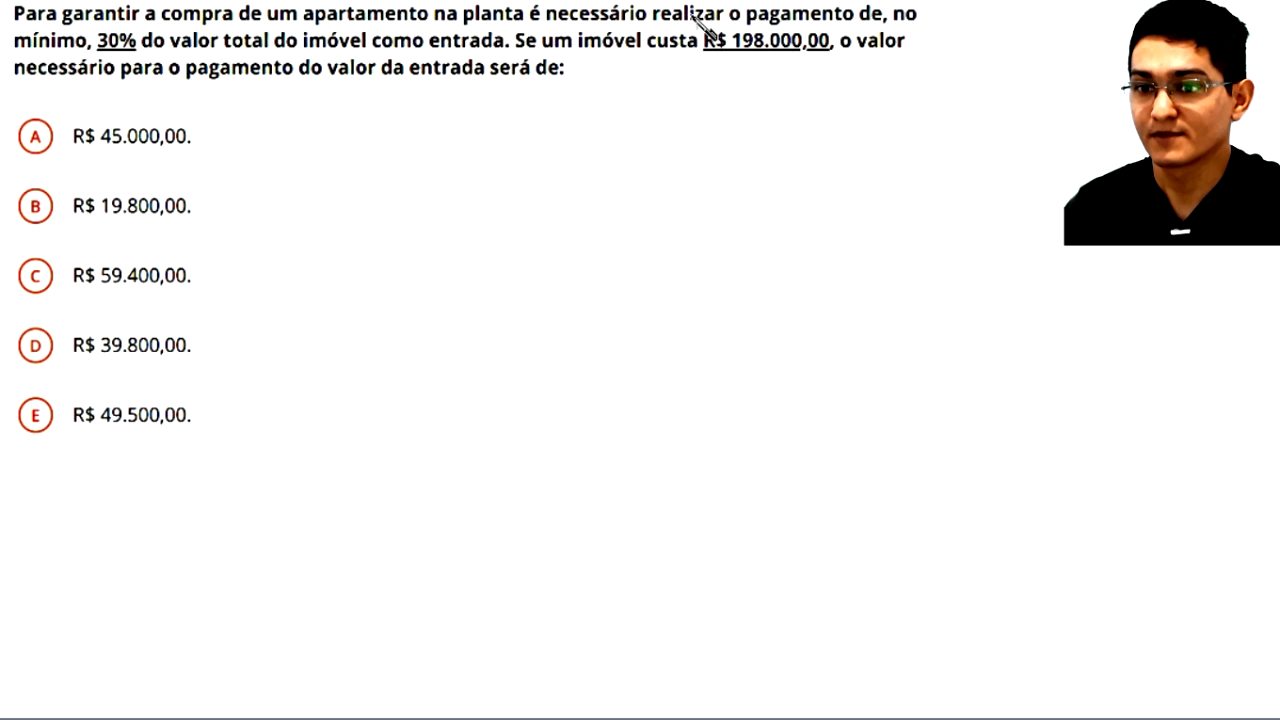 Para garantir a compra de um apartamento na planta é necessário realizar o pagamento de, no
mínimo, 30% do valor total do imóvel como entrada. Se um imóvel custa R$ 198.000,00, o valor
necessário para o pagamento do valor da entrada será de:
A R$ 45.000,00.
B R$ 19.800,00.
C R$ 59.400,00.
D R$ 39.800,00.
E R$ 49.500,00.